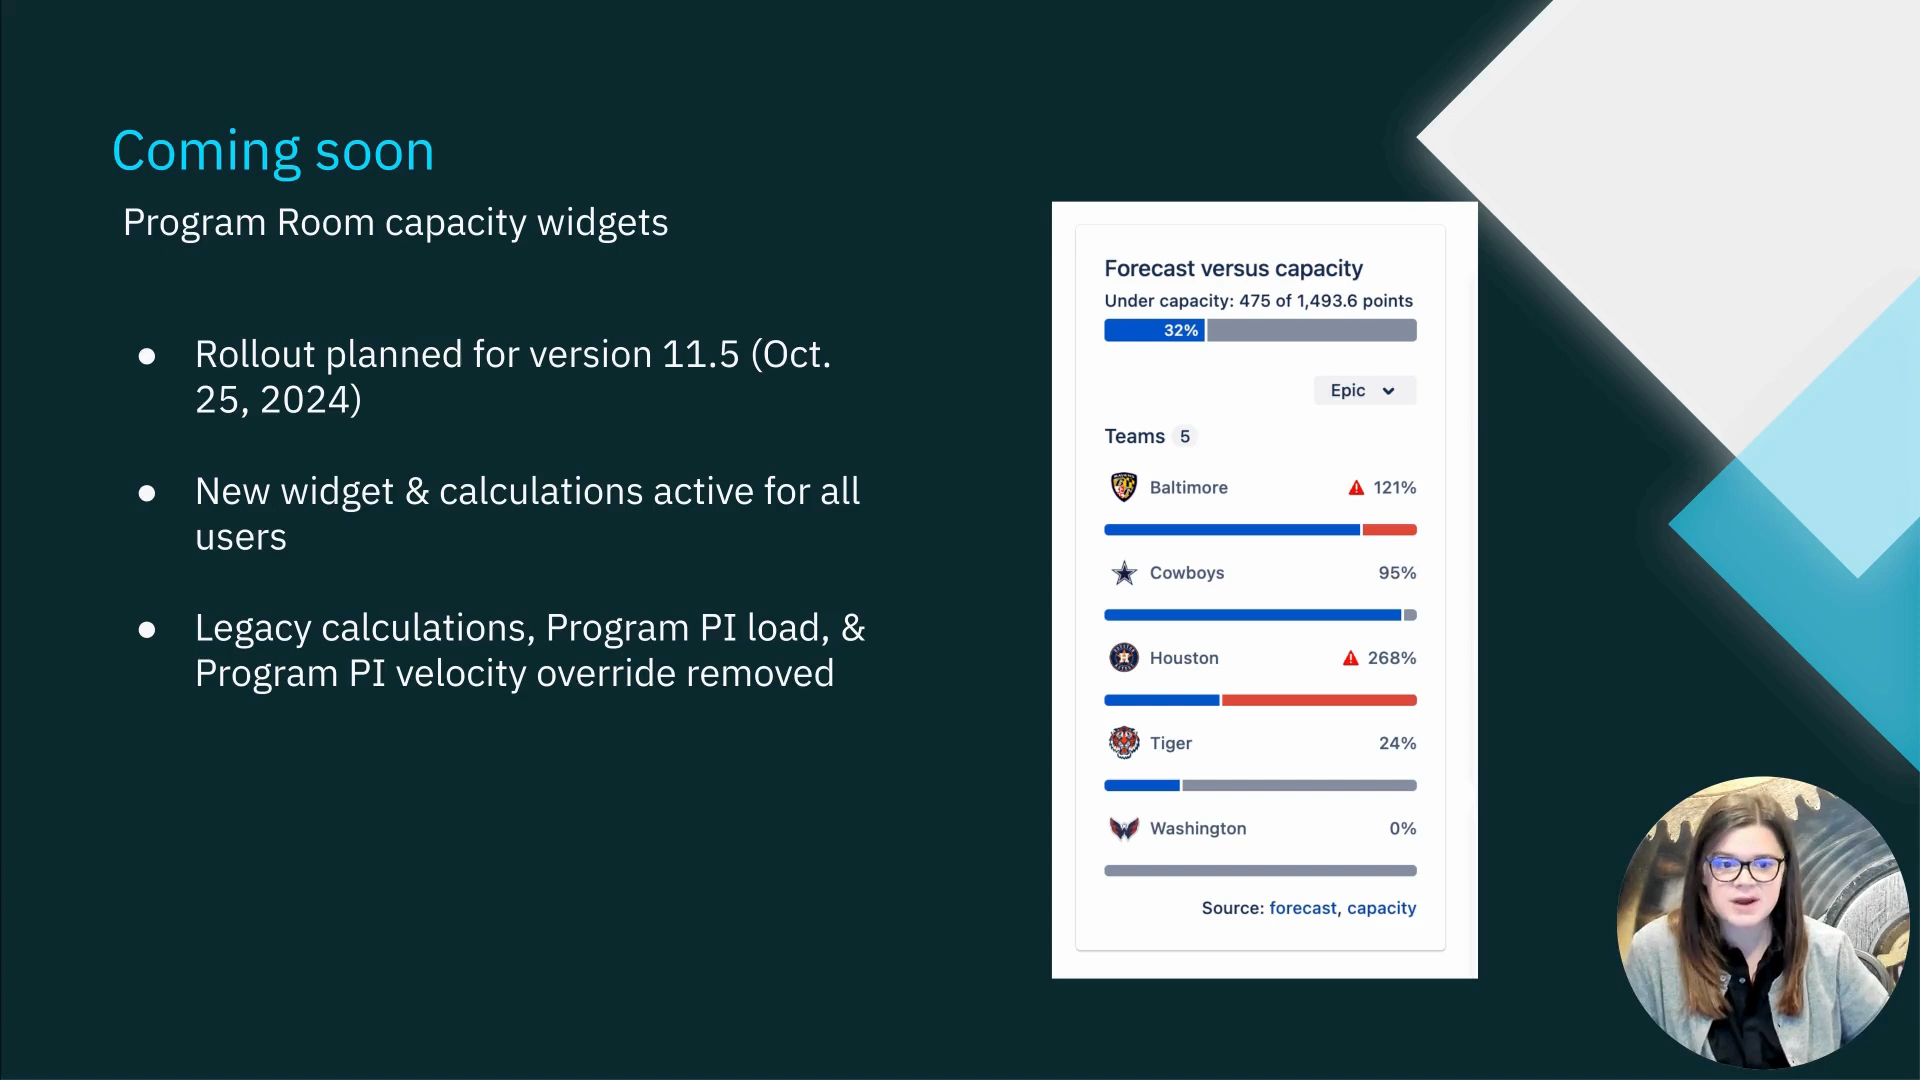 Coming soon
Program Room capacity widgets
● Rollout planned for version 11.5 (Oct.
25, 2024)
● New widget & calculations active for all
users
● Legacy calculations, Program PI load, &
Program PI velocity override removed
Forecast versus capacity
Under capacity: 475 of 1,493.6 points
32%
Epic
Teams 5
Baltimore 121%
Cowboys 95%
Houston 268%
Tiger 24%
Washington 0%
Source: forecast, capacity